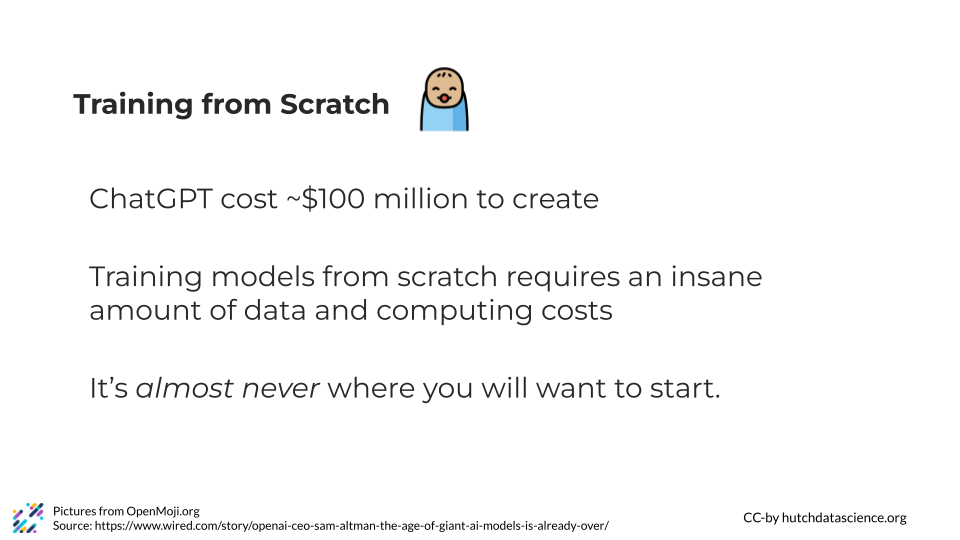 Training from Scratch
ChatGPT cost ~$100 million to create
Training models from scratch requires an insane
amount of data and computing costs
It’s almost never where you will want to start.
Pictures from OpenMoji.org
Source: https://www.wired.com/story/openai-ceo-sam-altman-the-age-of-giant-ai-models-is-already-over/
CC-by hutchdatascience.org